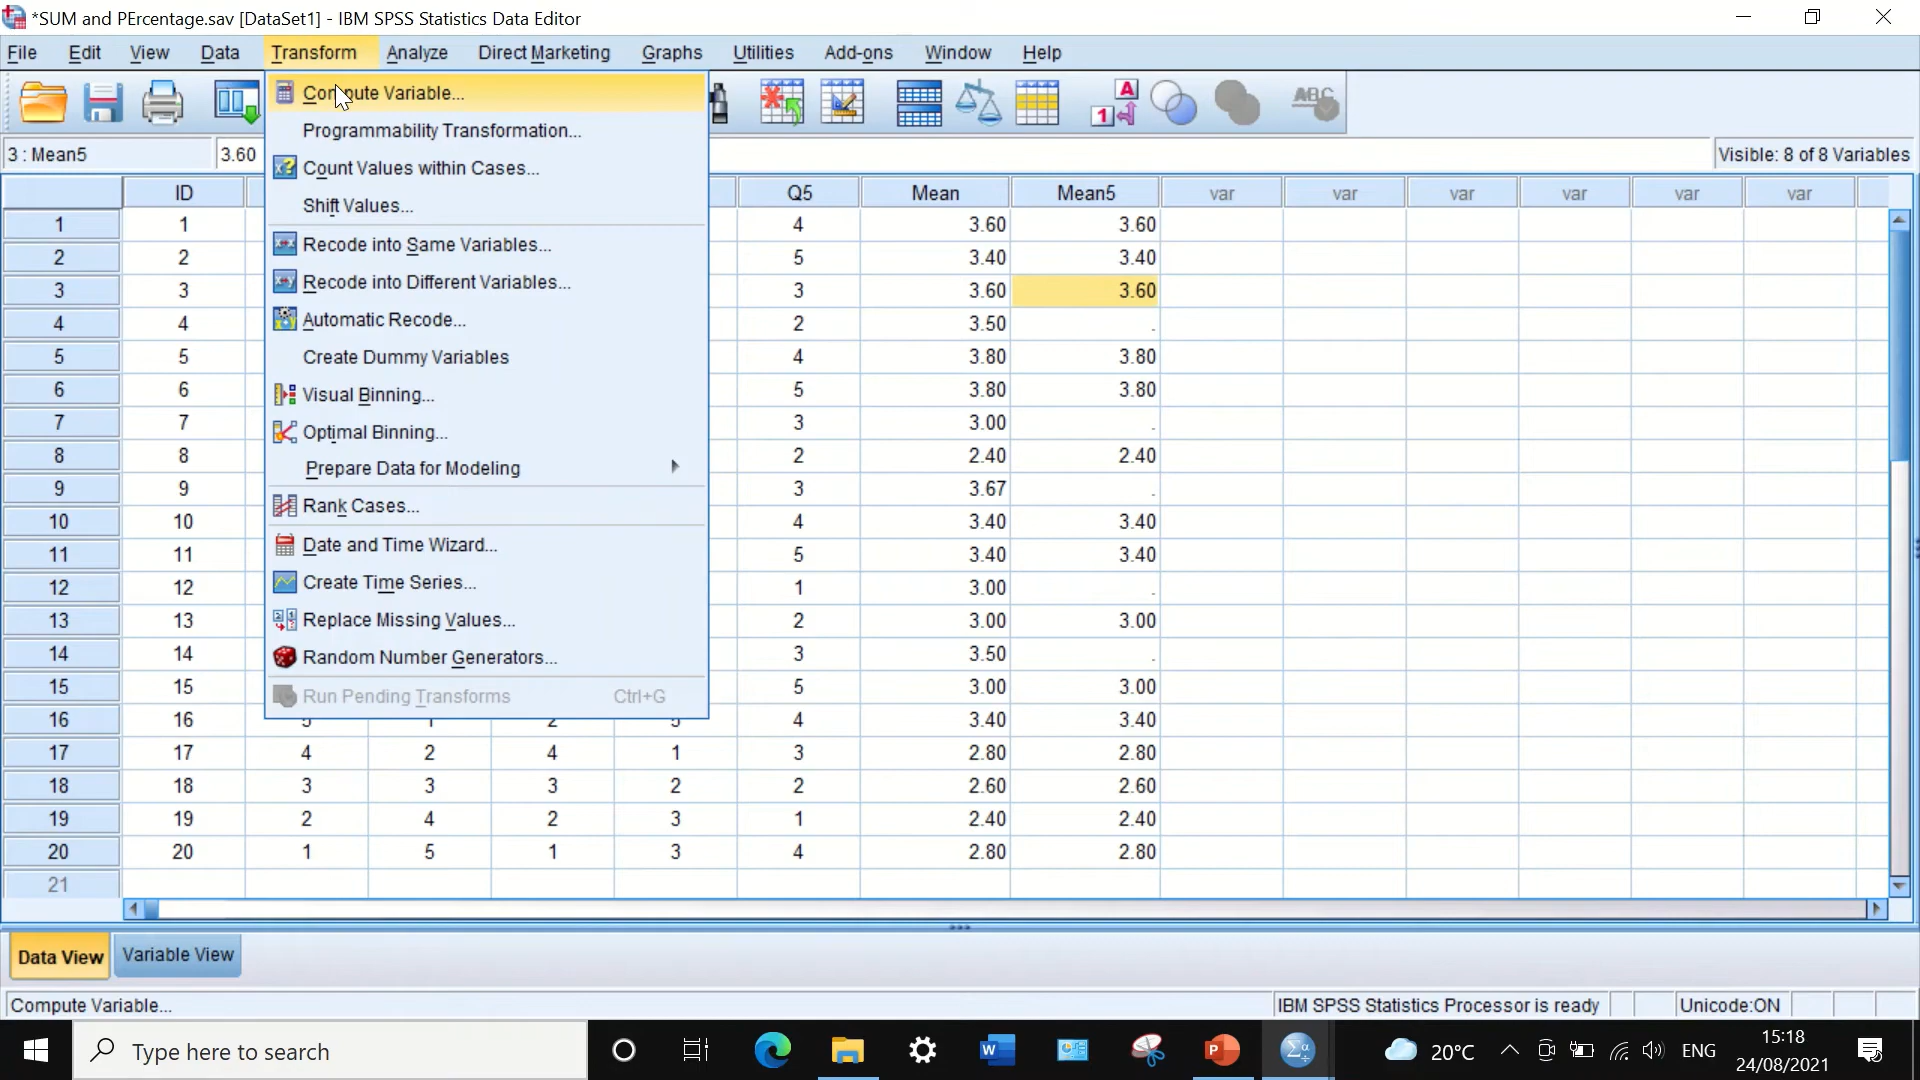 *SUM and PErcentage.sav [DataSet1] - IBM SPSS Statistics Data Editor
File Edit View Data Transform Analyze Direct Marketing Graphs Utilities Add-ons Window Help
Compute Variable...
Programmability Transformation...
Count Values within Cases...
Shift Values...
Recode into Same Variables...
Recode into Different Variables...
Automatic Recode...
Create Dummy Variables
Visual Binning...
Optimal Binning...
Prepare Data for Modeling
Rank Cases...
Date and Time Wizard...
Create Time Series...
Replace Missing Values...
Random Number Generators...
Run Pending Transforms Ctrl+G
A
1
ABC
3 : Mean5 3.60 Visible: 8 of 8 Variables
ID Q5 Mean Mean5 var var var var var var
1 1 4 3.60 3.60
2 2 5 3.40 3.40
3 3 3 3.60 3.60
4 4 2 3.50 .
5 5 4 3.80 3.80
6 6 5 3.80 3.80
7 7 3 3.00 .
8 8 2 2.40 2.40
9 9 3 3.67 .
10 10 4 3.40 3.40
11 11 5 3.40 3.40
12 12 1 3.00 .
13 13 2 3.00 3.00
14 14 3 3.50 .
15 15 5 3.00 3.00
16 16 5 1 2 5 4 3.40 3.40
17 17 4 2 4 1 3 2.80 2.80
18 18 3 3 3 2 2 2.60 2.60
19 19 2 4 2 3 1 2.40 2.40
20 20 1 5 1 3 4 2.80 2.80
21
Data View Variable View
Compute Variable... IBM SPSS Statistics Processor is ready Unicode:ON
Type here to search 20°C ENG 15:18
24/08/2021